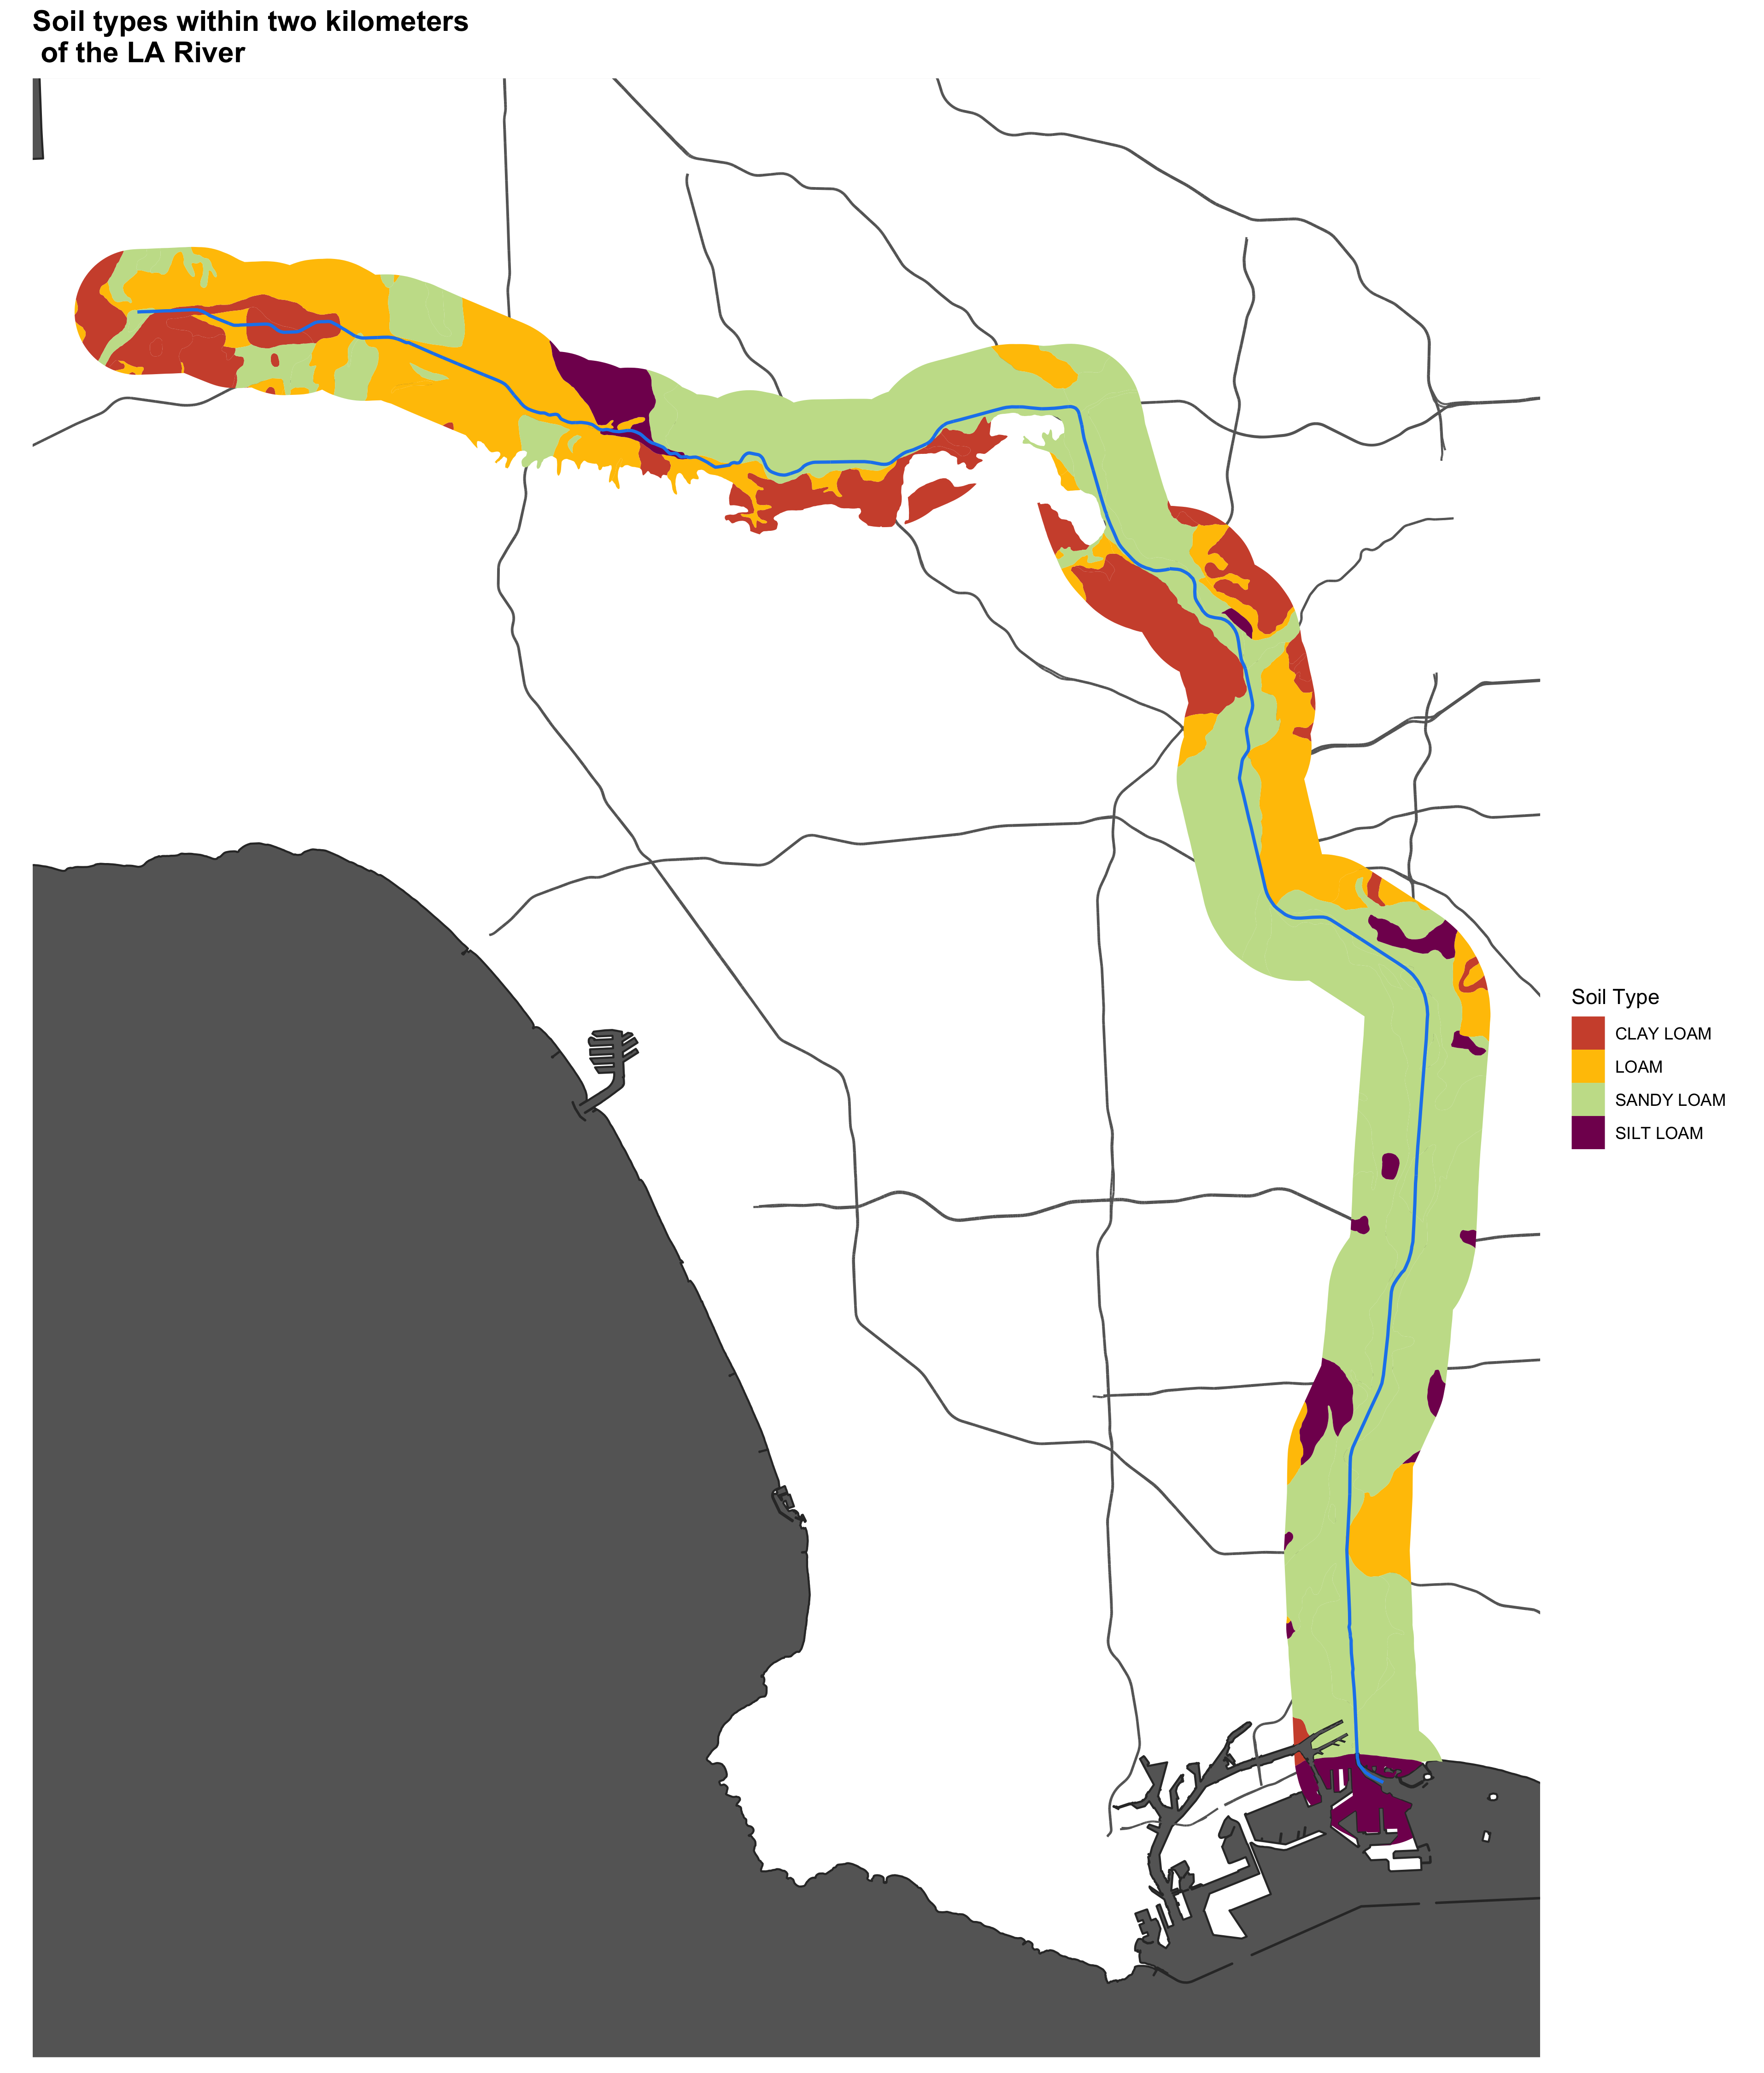 Soil types within two kilometers
of the LA River
Soil Type
CLAY LOAM
LOAM
SANDY LOAM
SILT LOAM